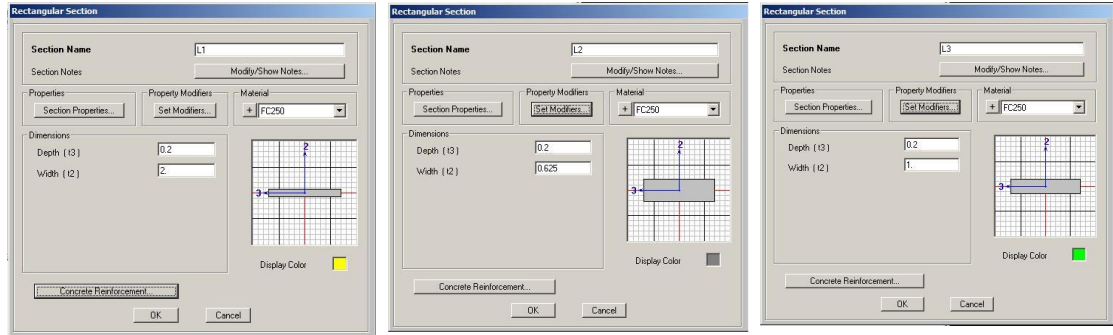 Rectangular Section
Section Name L1
Section Notes Modify/Show Notes...
Properties Property Modifiers Material
Section Properties... Set Modifiers... + FC250
Dimensions
Depth ( t3 ) 0.2
Width ( t2 ) 2.
2
3
Display Color
Concrete Reinforcement...
OK Cancel
Rectangular Section
Section Name L2
Section Notes Modify/Show Notes...
Properties Property Modifiers Material
Section Properties... Set Modifiers... + FC250
Dimensions
Depth ( t3 ) 0.2
Width ( t2 ) 0.625
2
3
Display Color
Concrete Reinforcement...
OK Cancel
Rectangular Section
Section Name L3
Section Notes Modify/Show Notes...
Properties Property Modifiers Material
Section Properties... Set Modifiers... + FC250
Dimensions
Depth ( t3 ) 0.2
Width ( t2 ) 1.
2
3
Display Color
Concrete Reinforcement...
OK Cancel